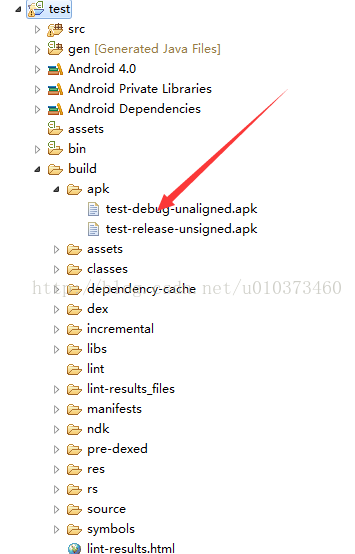 test
src
gen [Generated Java Files]
Android 4.0
Android Private Libraries
Android Dependencies
assets
bin
build
apk
test-debug-unaligned.apk
test-release-unsigned.apk
assets
classes
dependency-cache
http://blog.csdn.net/u010373460
dex
incremental
libs
lint
lint-results_files
manifests
ndk
pre-dexed
res
rs
source
symbols
lint-results.html